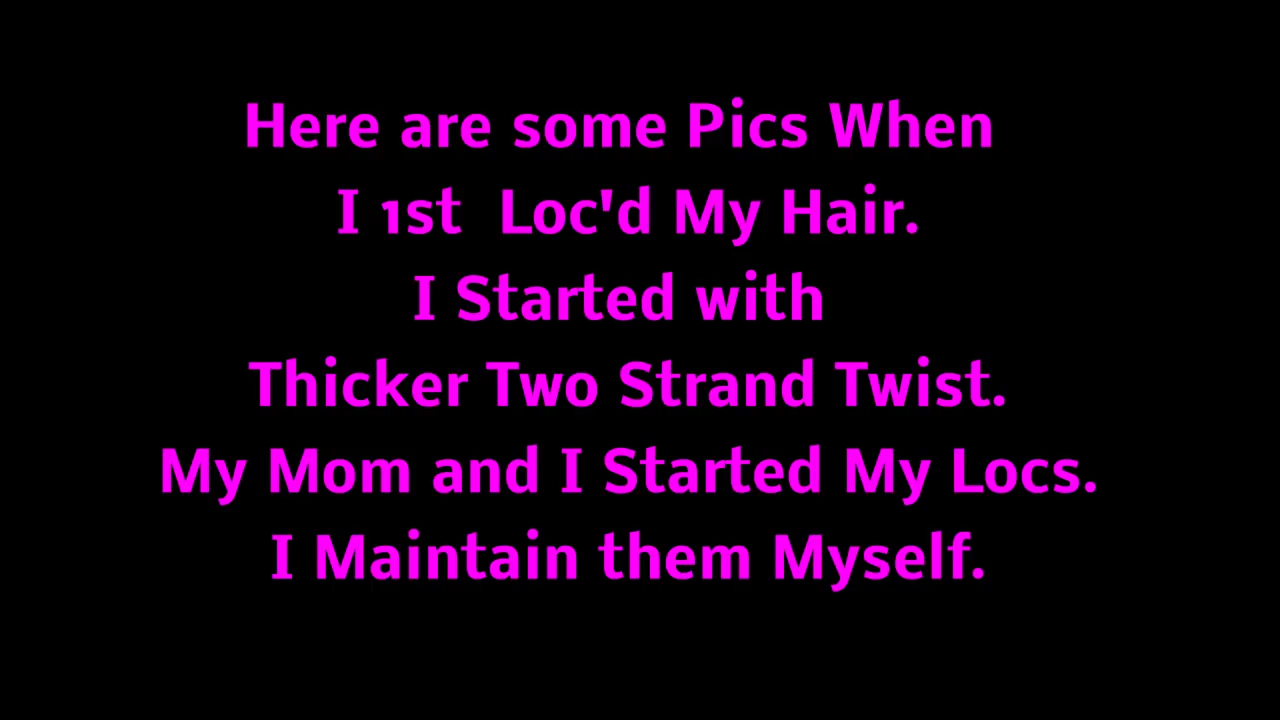 Here are some Pics When
I 1st  Loc'd My Hair.
I Started with
Thicker Two Strand Twist.
My Mom and I Started My Locs.
I Maintain them Myself.